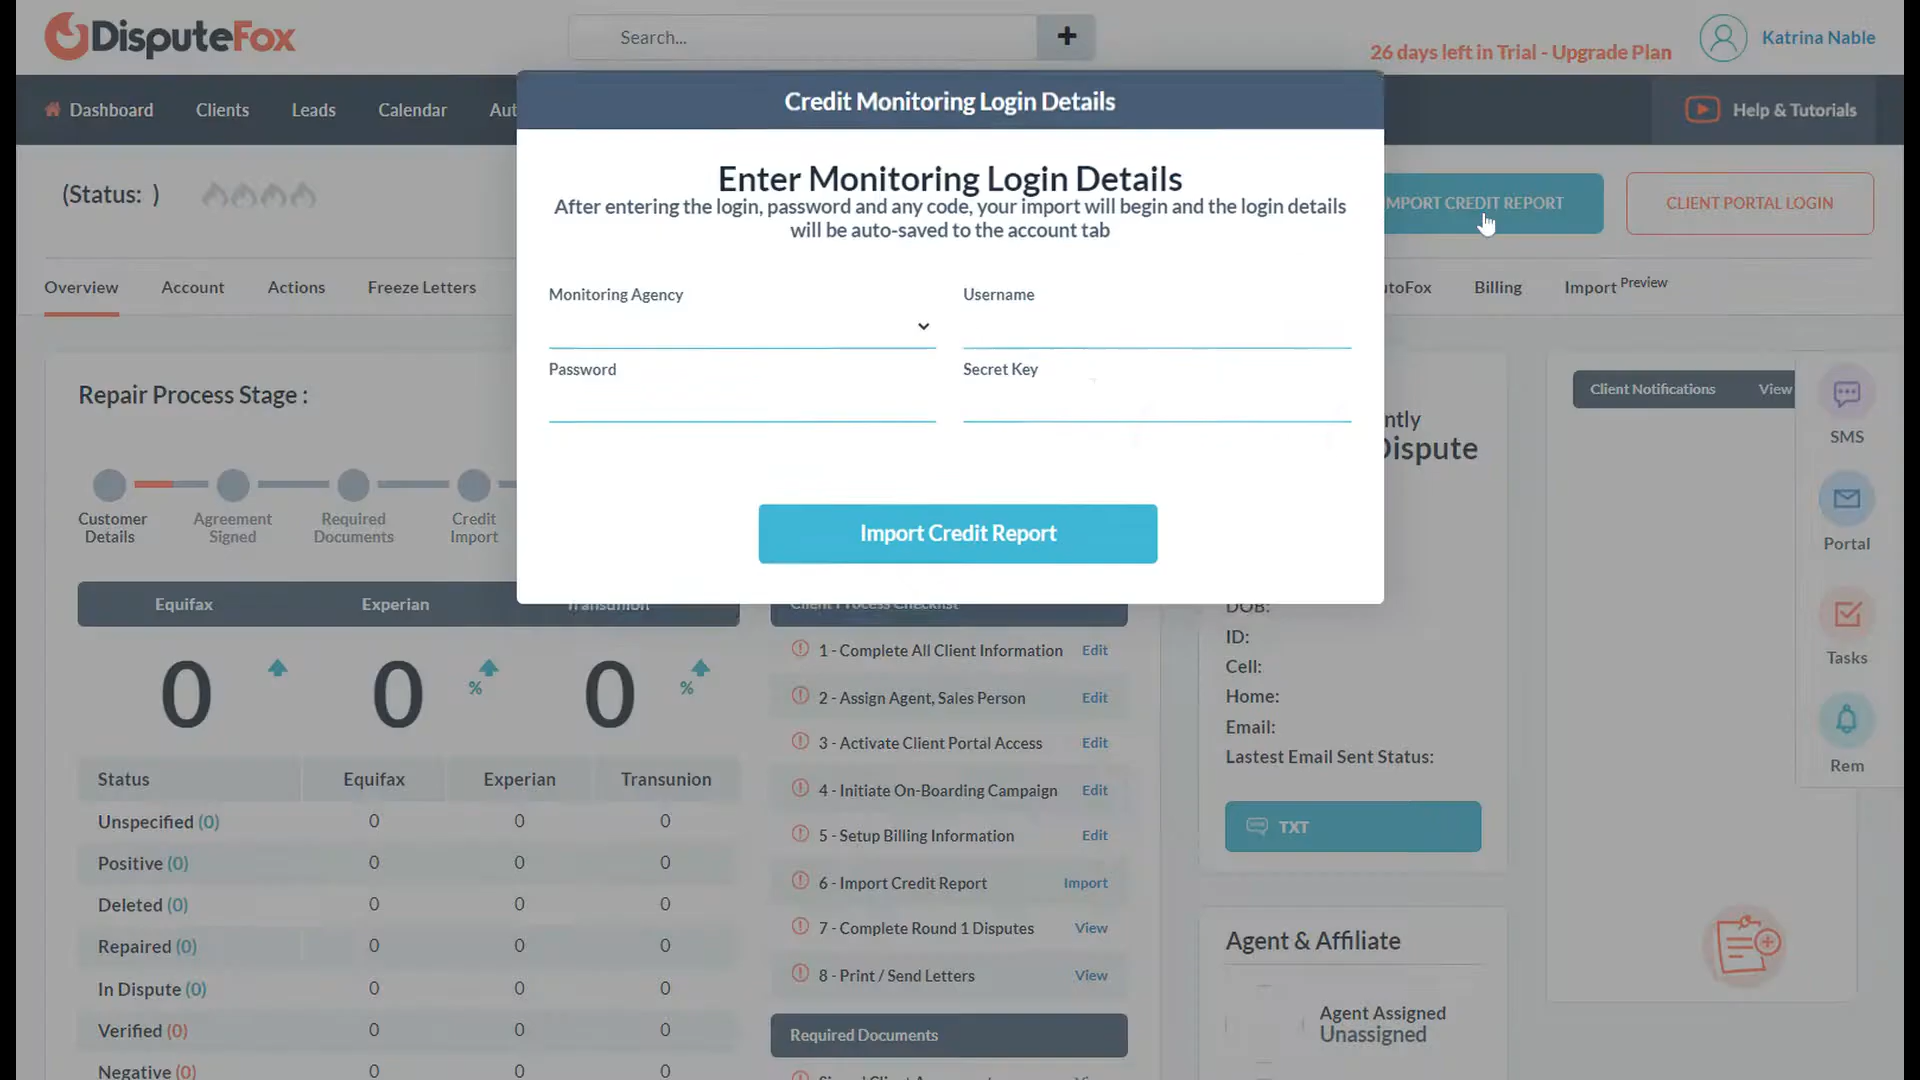 DisputeFox
Search...
+
26 days left in Trial - Upgrade Plan
Katrina Nable
Dashboard
Clients
Leads
Calendar
Aut
Help & Tutorials
Credit Monitoring Login Details
Enter Monitoring Login Details
After entering the login, password and any code, your import will begin and the login details
will be auto-saved to the account tab
Monitoring Agency
Username
Password
Secret Key
Import Credit Report
(Status: )
MPORT CREDIT REPORT
CLIENT PORTAL LOGIN
Overview
Account
Actions
Freeze Letters
utoFox
Billing
Import Preview
Repair Process Stage :
Customer
Details
Agreement
Signed
Required
Documents
Credit
Import
Equifax
Experian
Transunion
0
0 %
0 %
Status Equifax Experian Transunion
Unspecified (0) 0 0 0
Positive (0) 0 0 0
Deleted (0) 0 0 0
Repaired (0) 0 0 0
In Dispute (0) 0 0 0
Verified (0) 0 0 0
Negative (0) 0 0 0
Client Process Checklist
1 - Complete All Client Information Edit
2 - Assign Agent, Sales Person Edit
3 - Activate Client Portal Access Edit
4 - Initiate On-Boarding Campaign Edit
5 - Setup Billing Information Edit
6 - Import Credit Report Import
7 - Complete Round 1 Disputes View
8 - Print / Send Letters View
Required Documents
ntly
Dispute
DOB:
ID:
Cell:
Home:
Email:
Lastest Email Sent Status:
TXT
Agent & Affiliate
Agent Assigned
Unassigned
Client Notifications View
SMS
Portal
Tasks
Rem